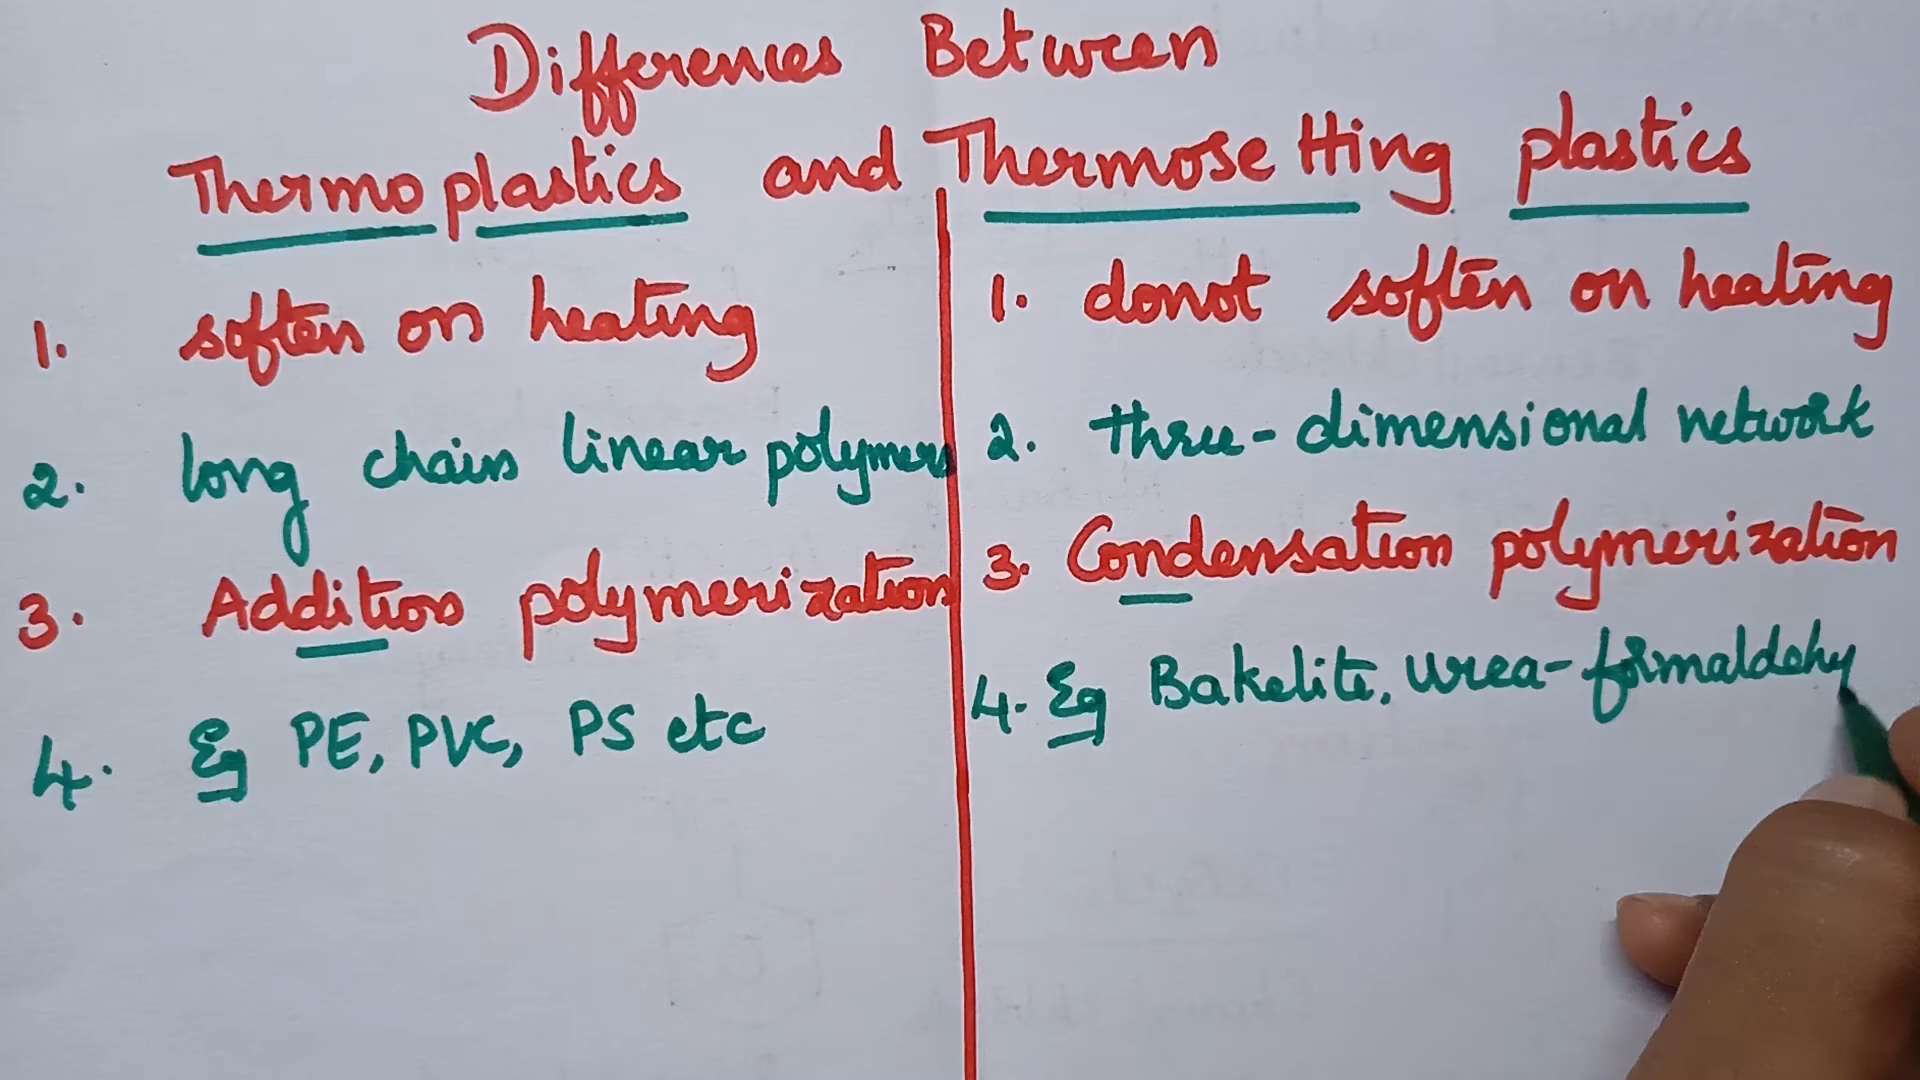 Differences Between
Thermoplastics and Thermosetting plastics
1. soften on heating
2. long chains linear polymers
3. Addition polymerization
4. Eg PE, PVC, PS etc
1. donot soften on heating
2. three-dimensional network
3. Condensation polymerization
4. Eg Bakelite, urea-formaldehy